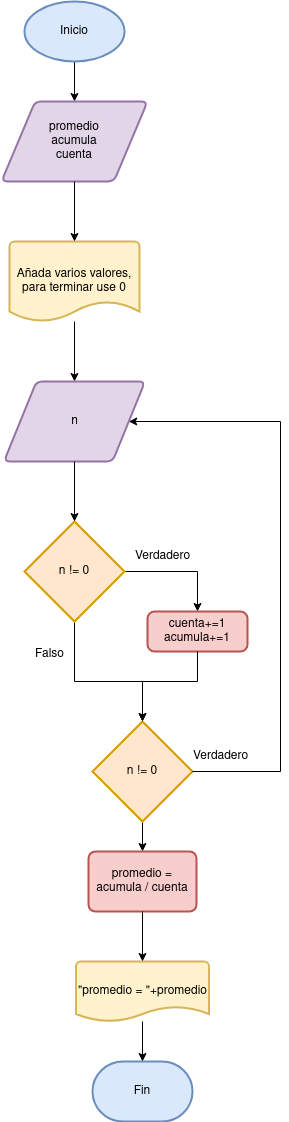 Inicio
promedio
acumula
cuenta
Añada varios valores,
para terminar use 0
n
n != 0
Verdadero
cuenta+=1
acumula+=1
Falso
n != 0
Verdadero
promedio =
acumula / cuenta
"promedio = "+promedio
Fin